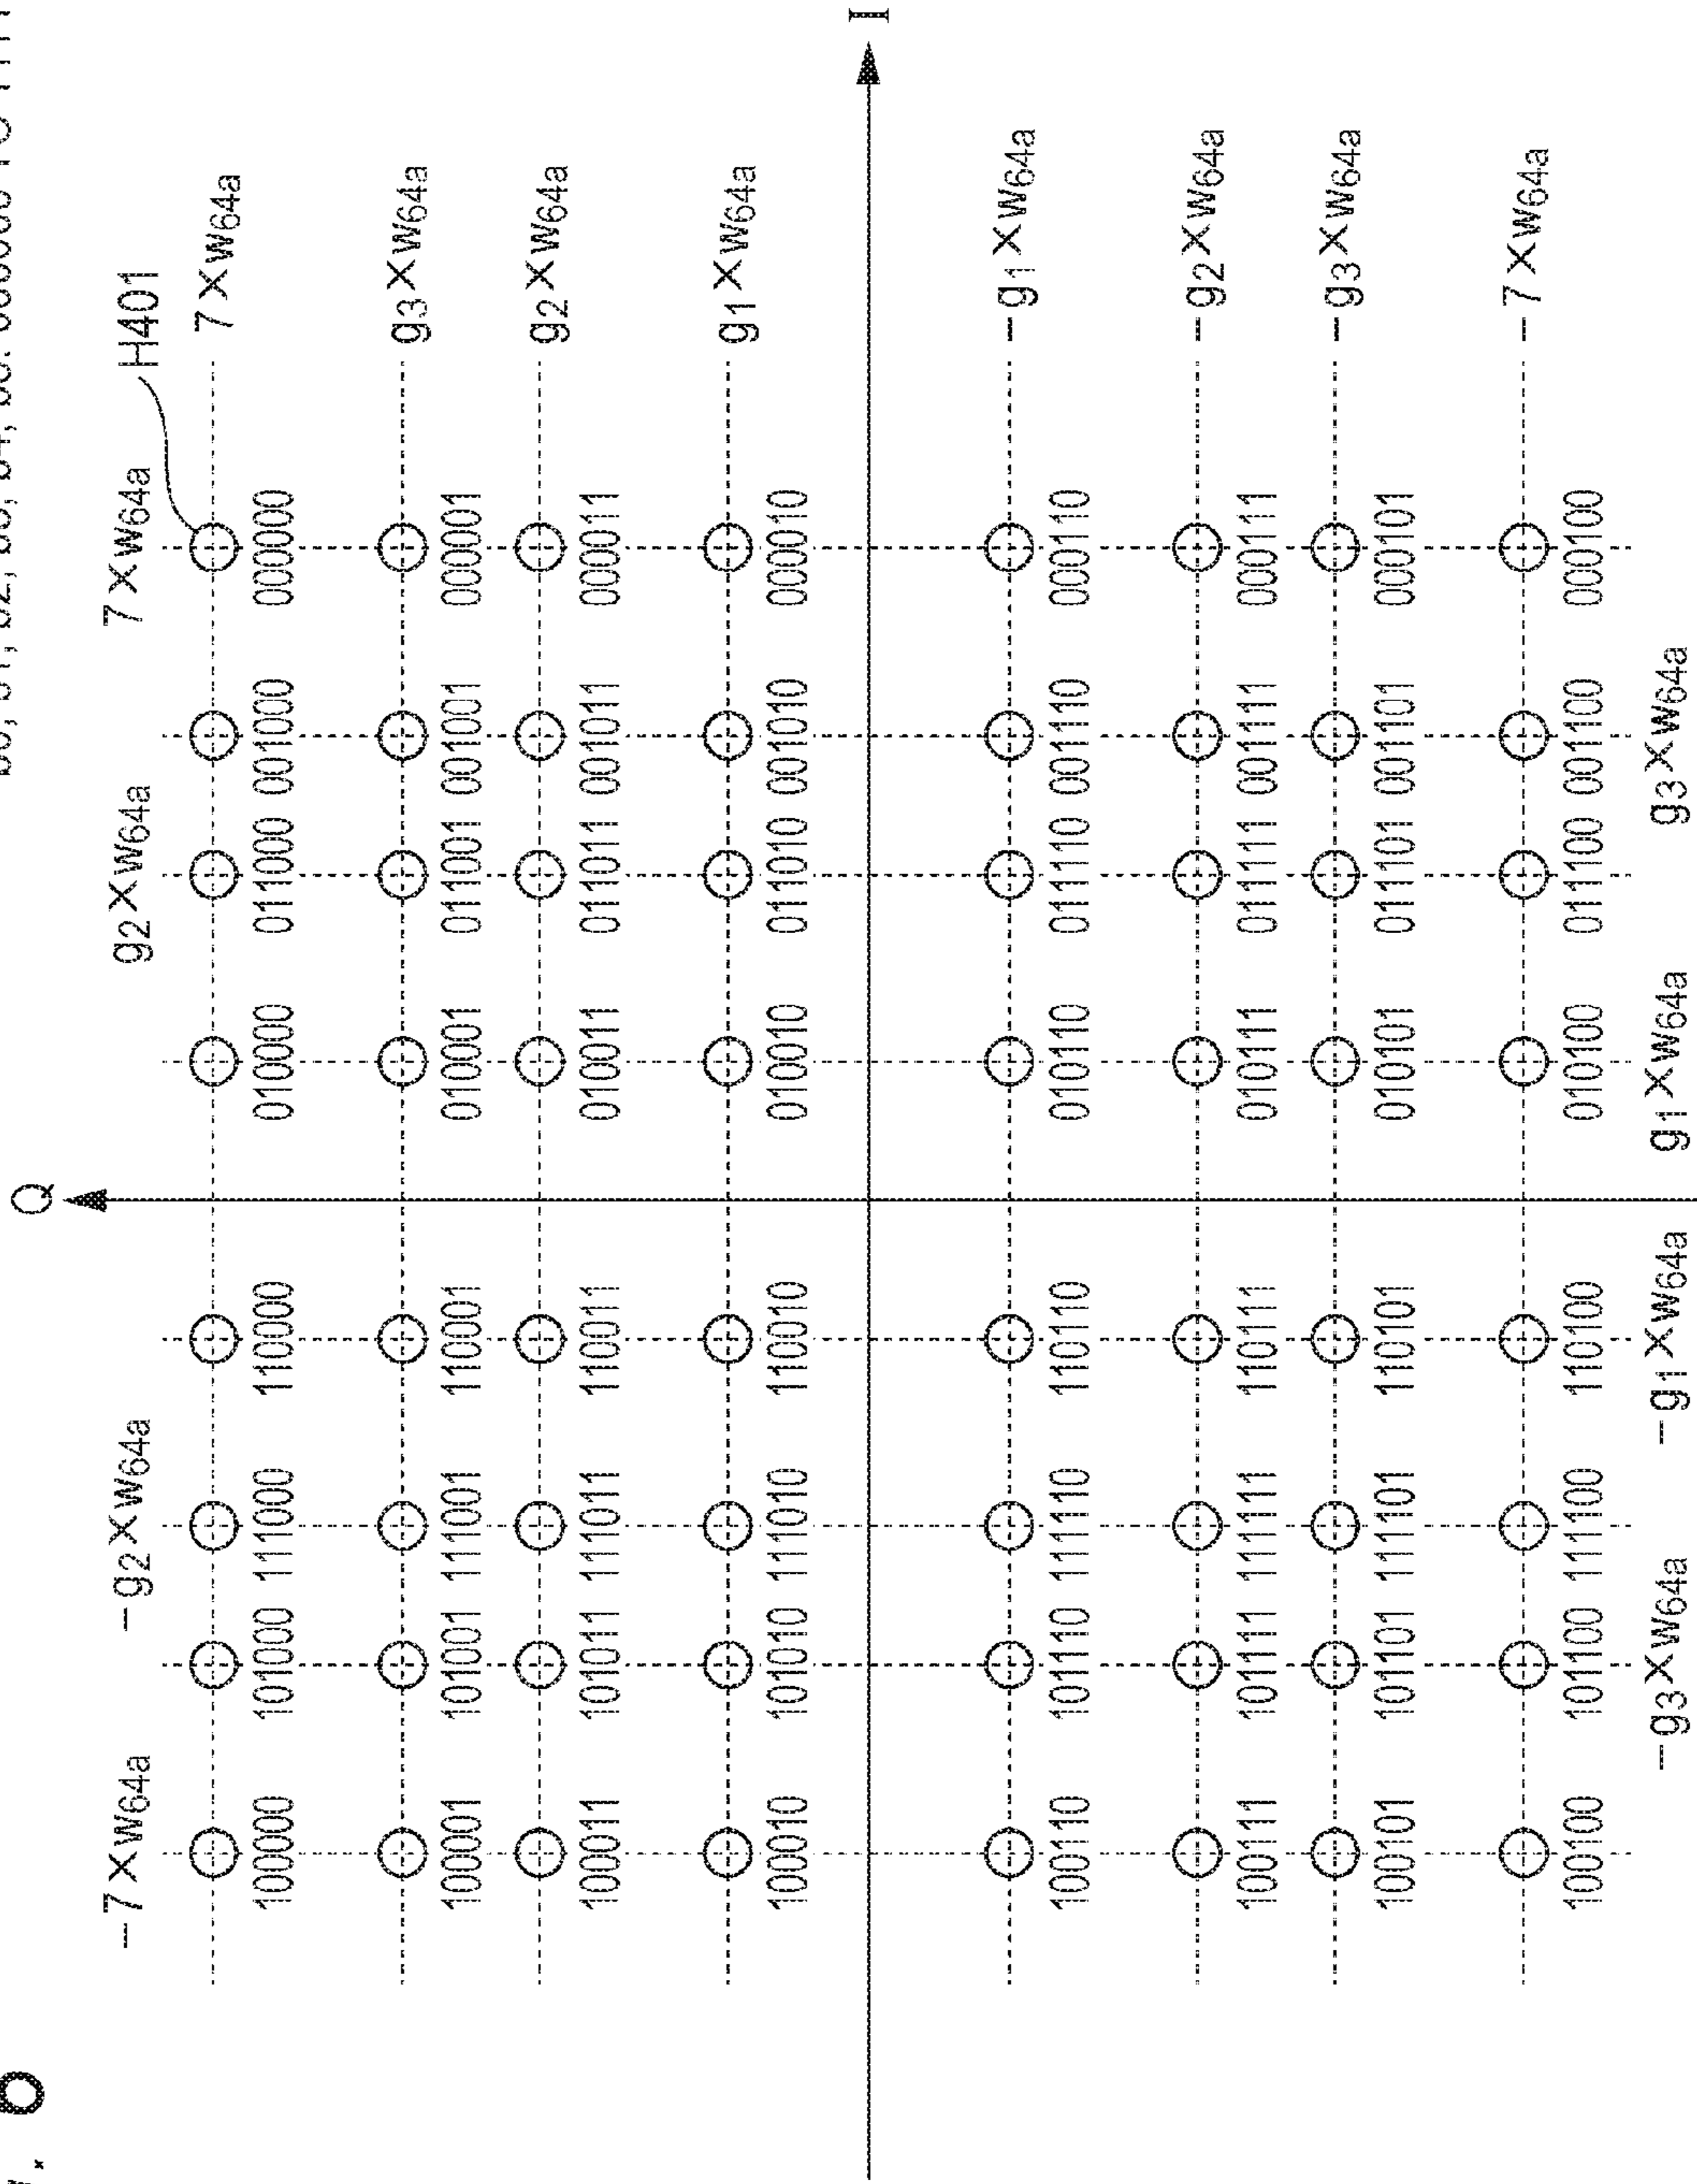 6
Q
−7×w64a −g2×w64a g2×w64a 7×w64a H401
7×w64a
100000 101000 111000 110000 010000 011000 001000 000000
g3×w64a
100001 101001 111001 110001 010001 011001 001001 000001
g2×w64a
100011 101011 111011 110011 010011 011011 001011 000011
g1×w64a
100010 101010 111010 110010 010010 011010 001010 000010
I
−g1×w64a
100110 101110 111110 110110 010110 011110 001110 000110
−g2×w64a
100111 101111 111111 110111 010111 011111 001111 000111
−g3×w64a
100101 101101 111101 110101 010101 011101 001101 000101
−7×w64a
100100 101100 111100 110100 010100 011100 001100 000100
−g3×w64a −g1×w64a g1×w64a g3×w64a